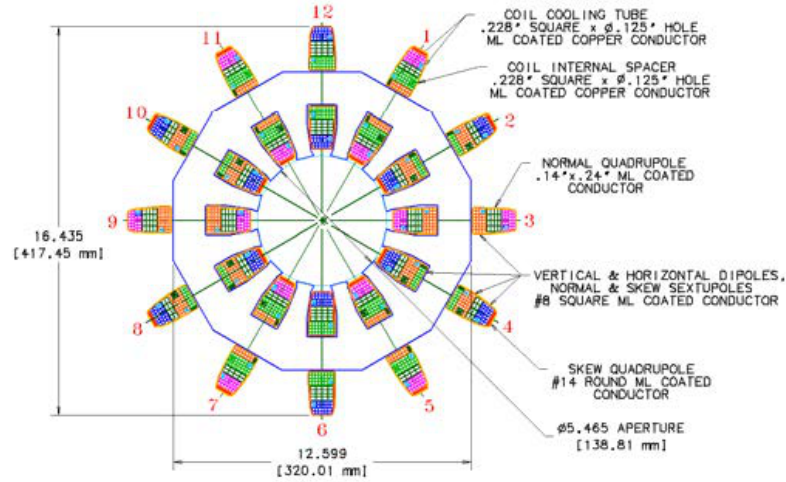 12
11
1
10
2
9
3
8
4
7
5
6
COIL COOLING TUBE
.228" SQUARE x Ø.125" HOLE
ML COATED COPPER CONDUCTOR
COIL INTERNAL SPACER
.228" SQUARE x Ø.125" HOLE
ML COATED COPPER CONDUCTOR
NORMAL QUADRUPOLE
.14"x.24" ML COATED
CONDUCTOR
16.435
[417.45 mm]
VERTICAL & HORIZONTAL DIPOLES,
NORMAL & SKEW SEXTUPOLES
#8 SQUARE ML COATED CONDUCTOR
SKEW QUADRUPOLE
#14 ROUND ML COATED
CONDUCTOR
Ø5.465 APERTURE
[138.81 mm]
12.599
[320.01 mm]